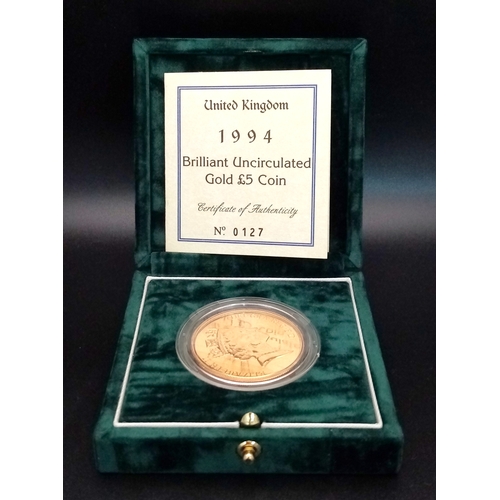 United Kingdom
1994
Brilliant Uncirculated
Gold £5 Coin
Certificate of Authenticity
Nº 0127